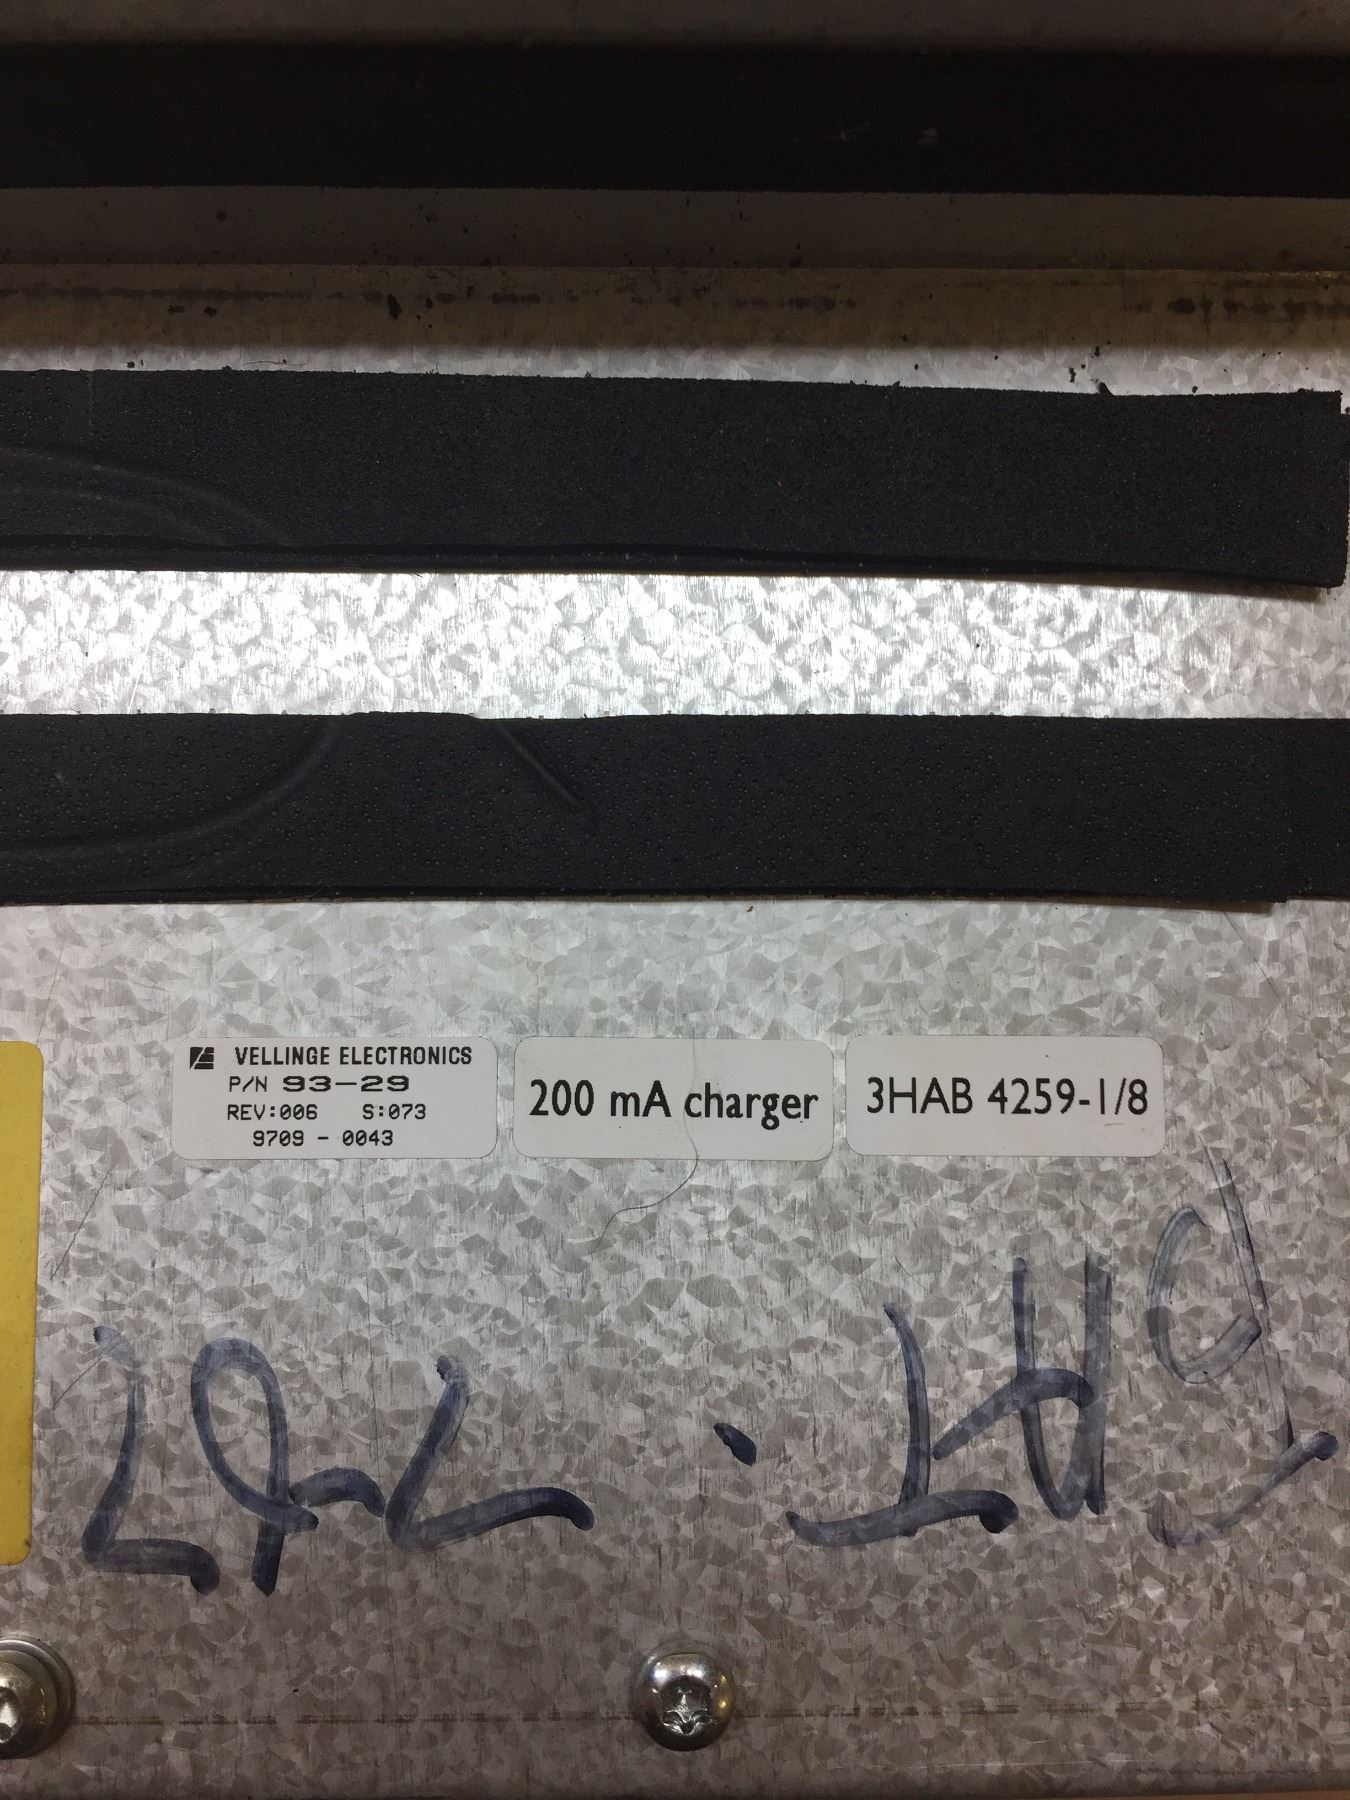 VELLINGE ELECTRONICS
P/N 93-29
REV:006 S:073
9709 - 0043
200 mA charger
3HAB 4259-1/8